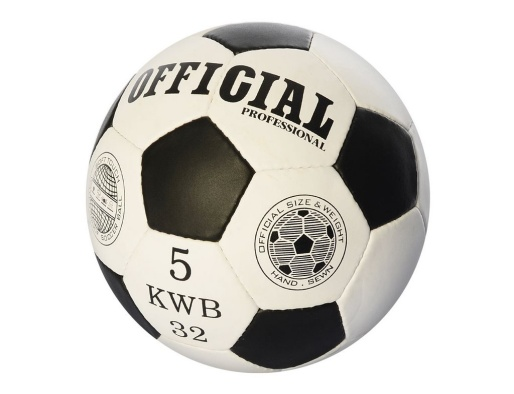 OFFICIAL
PROFESSIONAL
OFFICIAL SIZE & WEIGHT
HAND . SEWN
5
KWB
32